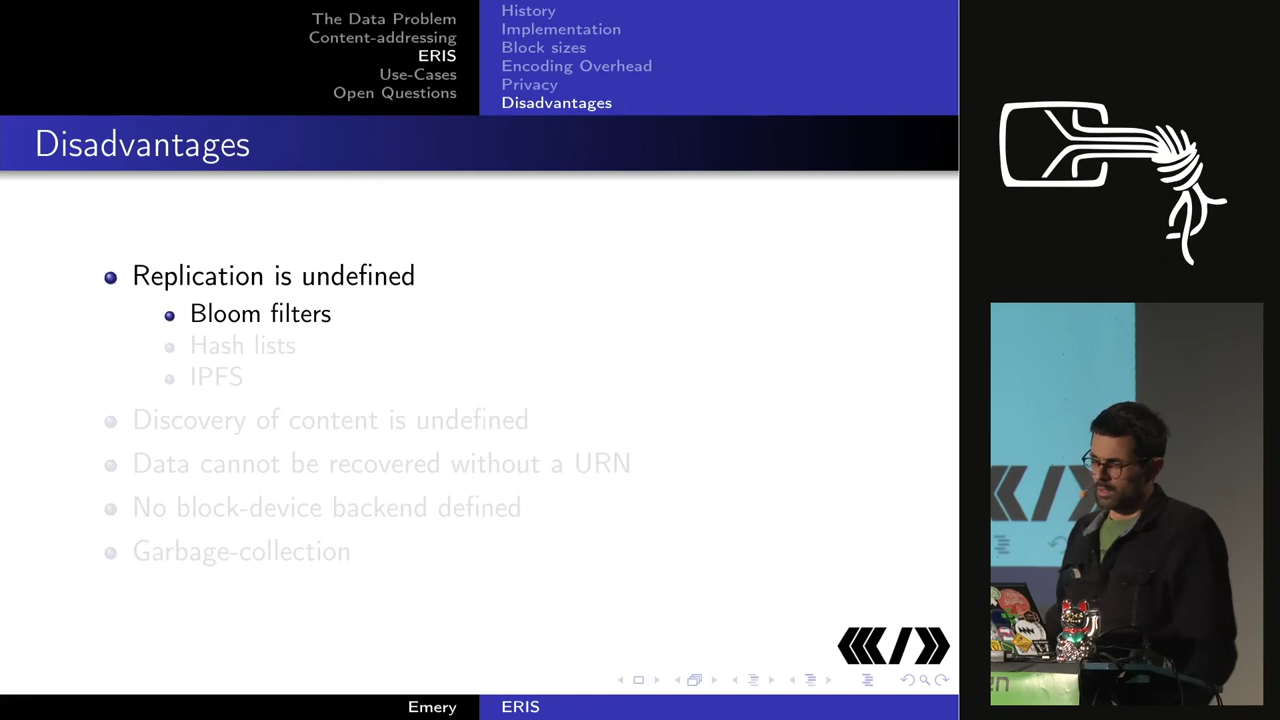 The Data Problem
Content-addressing
ERIS
Use-Cases
Open Questions
History
Implementation
Block sizes
Encoding Overhead
Privacy
Disadvantages
Disadvantages
Replication is undefined
Bloom filters
Hash lists
IPFS
Discovery of content is undefined
Data cannot be recovered without a URN
No block-device backend defined
Garbage-collection
Emery
ERIS